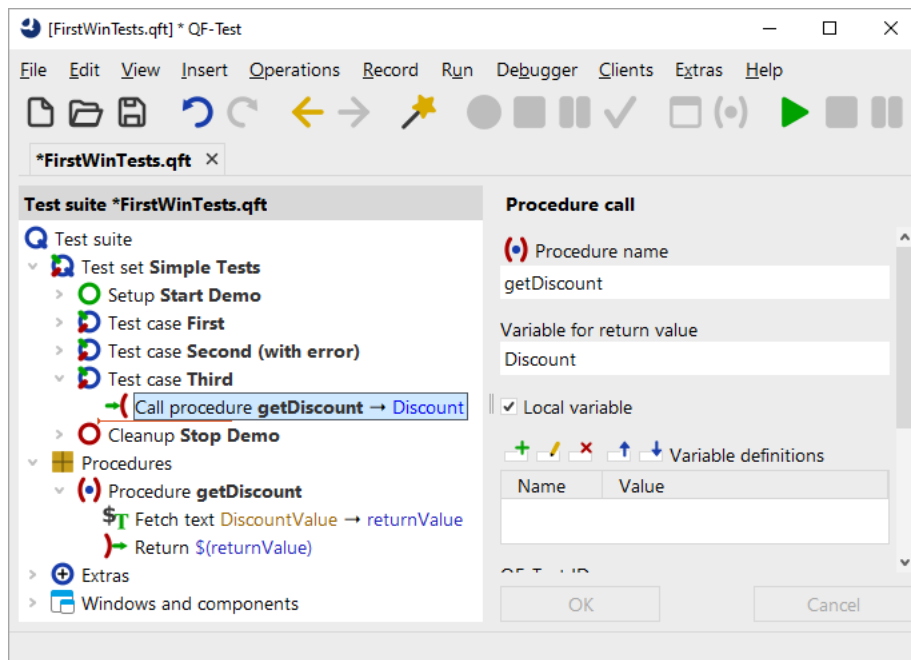 [FirstWinTests.qft] * QF-Test
File Edit View Insert Operations Record Run Debugger Clients Extras Help
*FirstWinTests.qft
Test suite *FirstWinTests.qft
Test suite
Test set Simple Tests
Setup Start Demo
Test case First
Test case Second (with error)
Test case Third
Call procedure getDiscount → Discount
Cleanup Stop Demo
Procedures
Procedure getDiscount
Fetch text DiscountValue → returnValue
Return $(returnValue)
Extras
Windows and components
Procedure call
Procedure name
getDiscount
Variable for return value
Discount
Local variable
Variable definitions
Name Value
OK Cancel